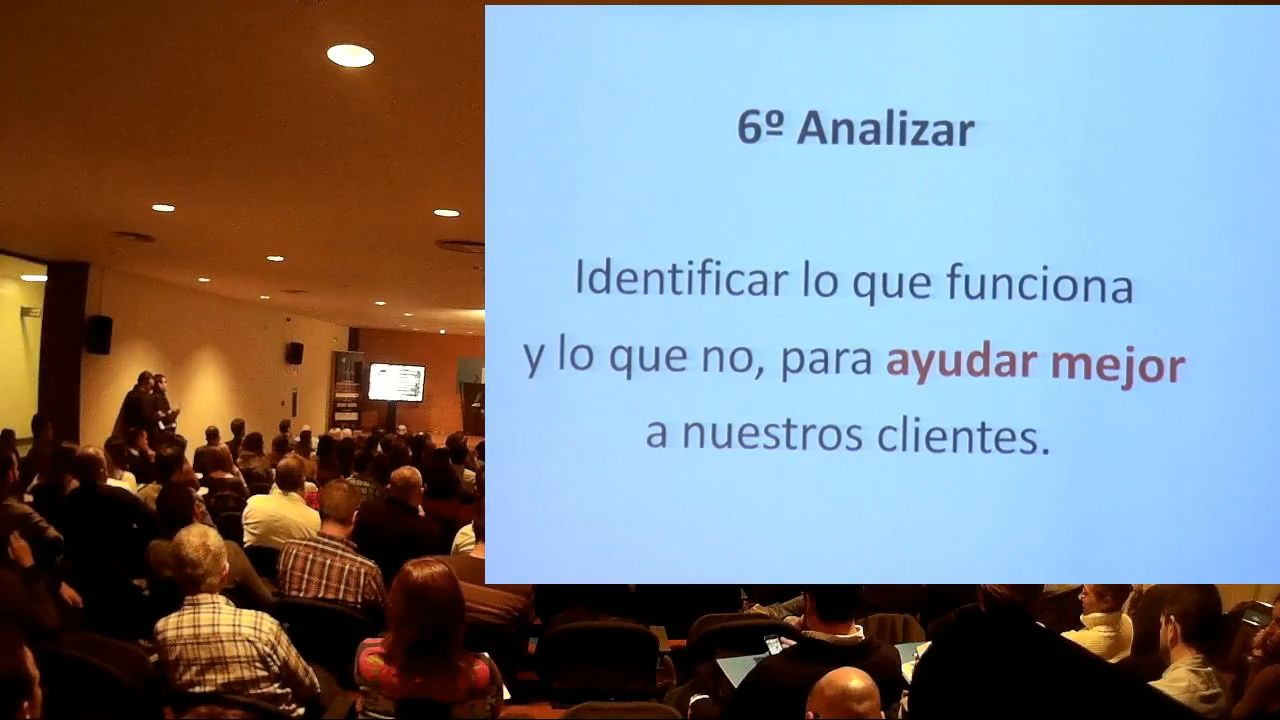 6º Analizar
Identificar lo que funciona
y lo que no, para ayudar mejor
a nuestros clientes.